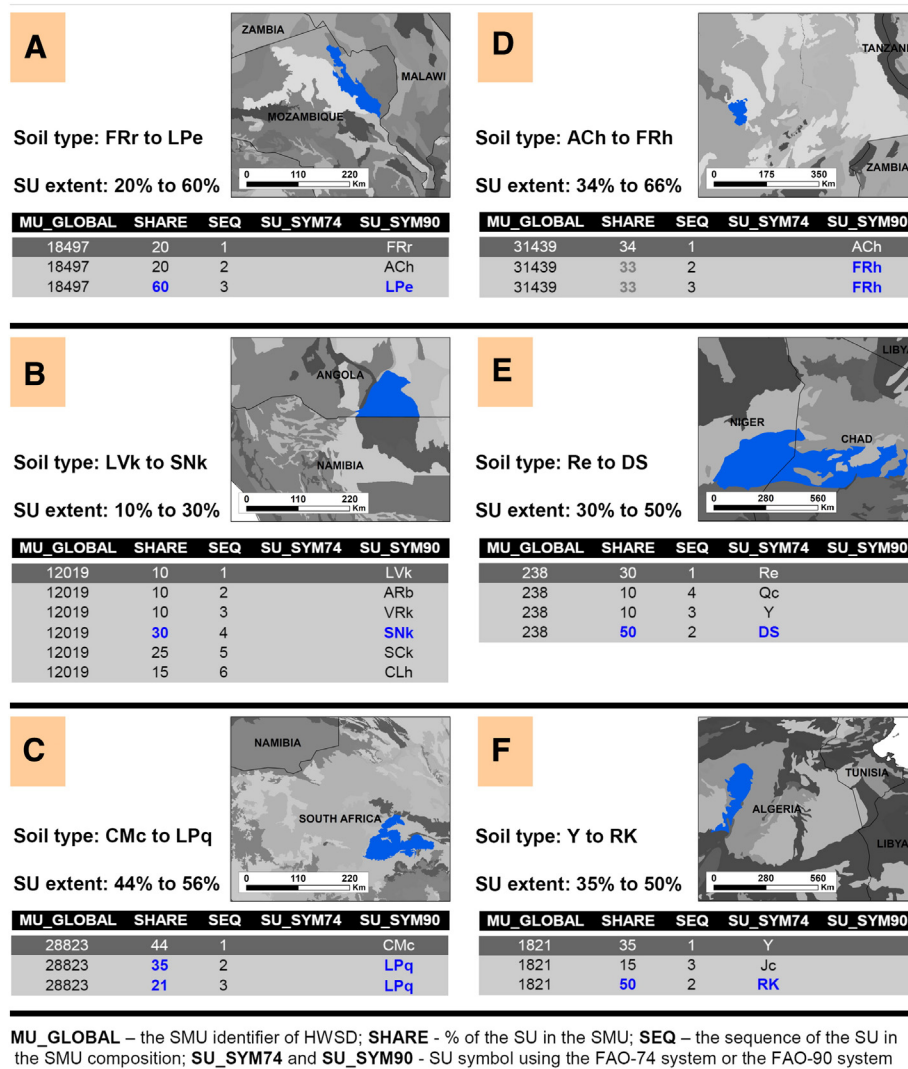 A
ZAMBIA
MALAWI
MOZAMBIQUE
0 110 220
Km
Soil type: FRr to LPe
SU extent: 20% to 60%
MU_GLOBAL SHARE SEQ SU_SYM74 SU_SYM90
18497 20 1 FRr
18497 20 2 ACh
18497 60 3 LPe
D
TANZANI
ZAMBIA
0 175 350
Km
Soil type: ACh to FRh
SU extent: 34% to 66%
MU_GLOBAL SHARE SEQ SU_SYM74 SU_SYM90
31439 34 1 ACh
31439 33 2 FRh
31439 33 3 FRh
B
ANGOLA
NAMIBIA
0 110 220
Km
Soil type: LVk to SNk
SU extent: 10% to 30%
MU_GLOBAL SHARE SEQ SU_SYM74 SU_SYM90
12019 10 1 LVk
12019 10 2 ARb
12019 10 3 VRk
12019 30 4 SNk
12019 25 5 SCk
12019 15 6 CLh
E
LIBY
NIGER
CHAD
0 280 560
Km
Soil type: Re to DS
SU extent: 30% to 50%
MU_GLOBAL SHARE SEQ SU_SYM74 SU_SYM90
238 30 1 Re
238 10 4 Qc
238 10 3 Y
238 50 2 DS
C
NAMIBIA
SOUTH AFRICA
0 110 220
Km
Soil type: CMc to LPq
SU extent: 44% to 56%
MU_GLOBAL SHARE SEQ SU_SYM74 SU_SYM90
28823 44 1 CMc
28823 35 2 LPq
28823 21 3 LPq
F
TUNISIA
ALGERIA
LIBYA
0 280 560
Km
Soil type: Y to RK
SU extent: 35% to 50%
MU_GLOBAL SHARE SEQ SU_SYM74 SU_SYM90
1821 35 1 Y
1821 15 3 Jc
1821 50 2 RK
MU_GLOBAL – the SMU identifier of HWSD; SHARE - % of the SU in the SMU; SEQ – the sequence of the SU in
the SMU composition; SU_SYM74 and SU_SYM90 - SU symbol using the FAO-74 system or the FAO-90 system